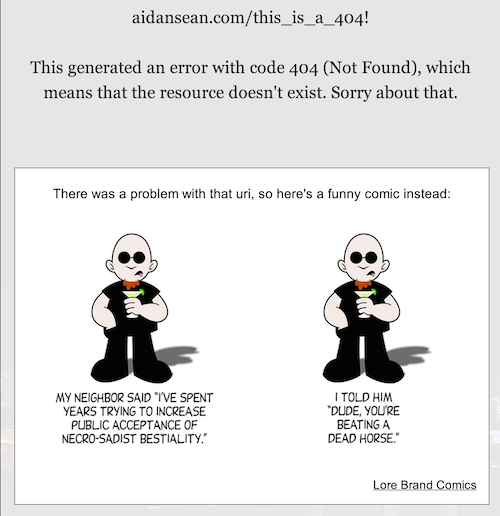 aidansean.com/this_is_a_404!
This generated an error with code 404 (Not Found), which
means that the resource doesn't exist. Sorry about that.
There was a problem with that uri, so here's a funny comic instead:
MY NEIGHBOR SAID "I'VE SPENT
YEARS TRYING TO INCREASE
PUBLIC ACCEPTANCE OF
NECRO-SADIST BESTIALITY."
I TOLD HIM
"DUDE, YOU'RE
BEATING A
DEAD HORSE."
Lore Brand Comics